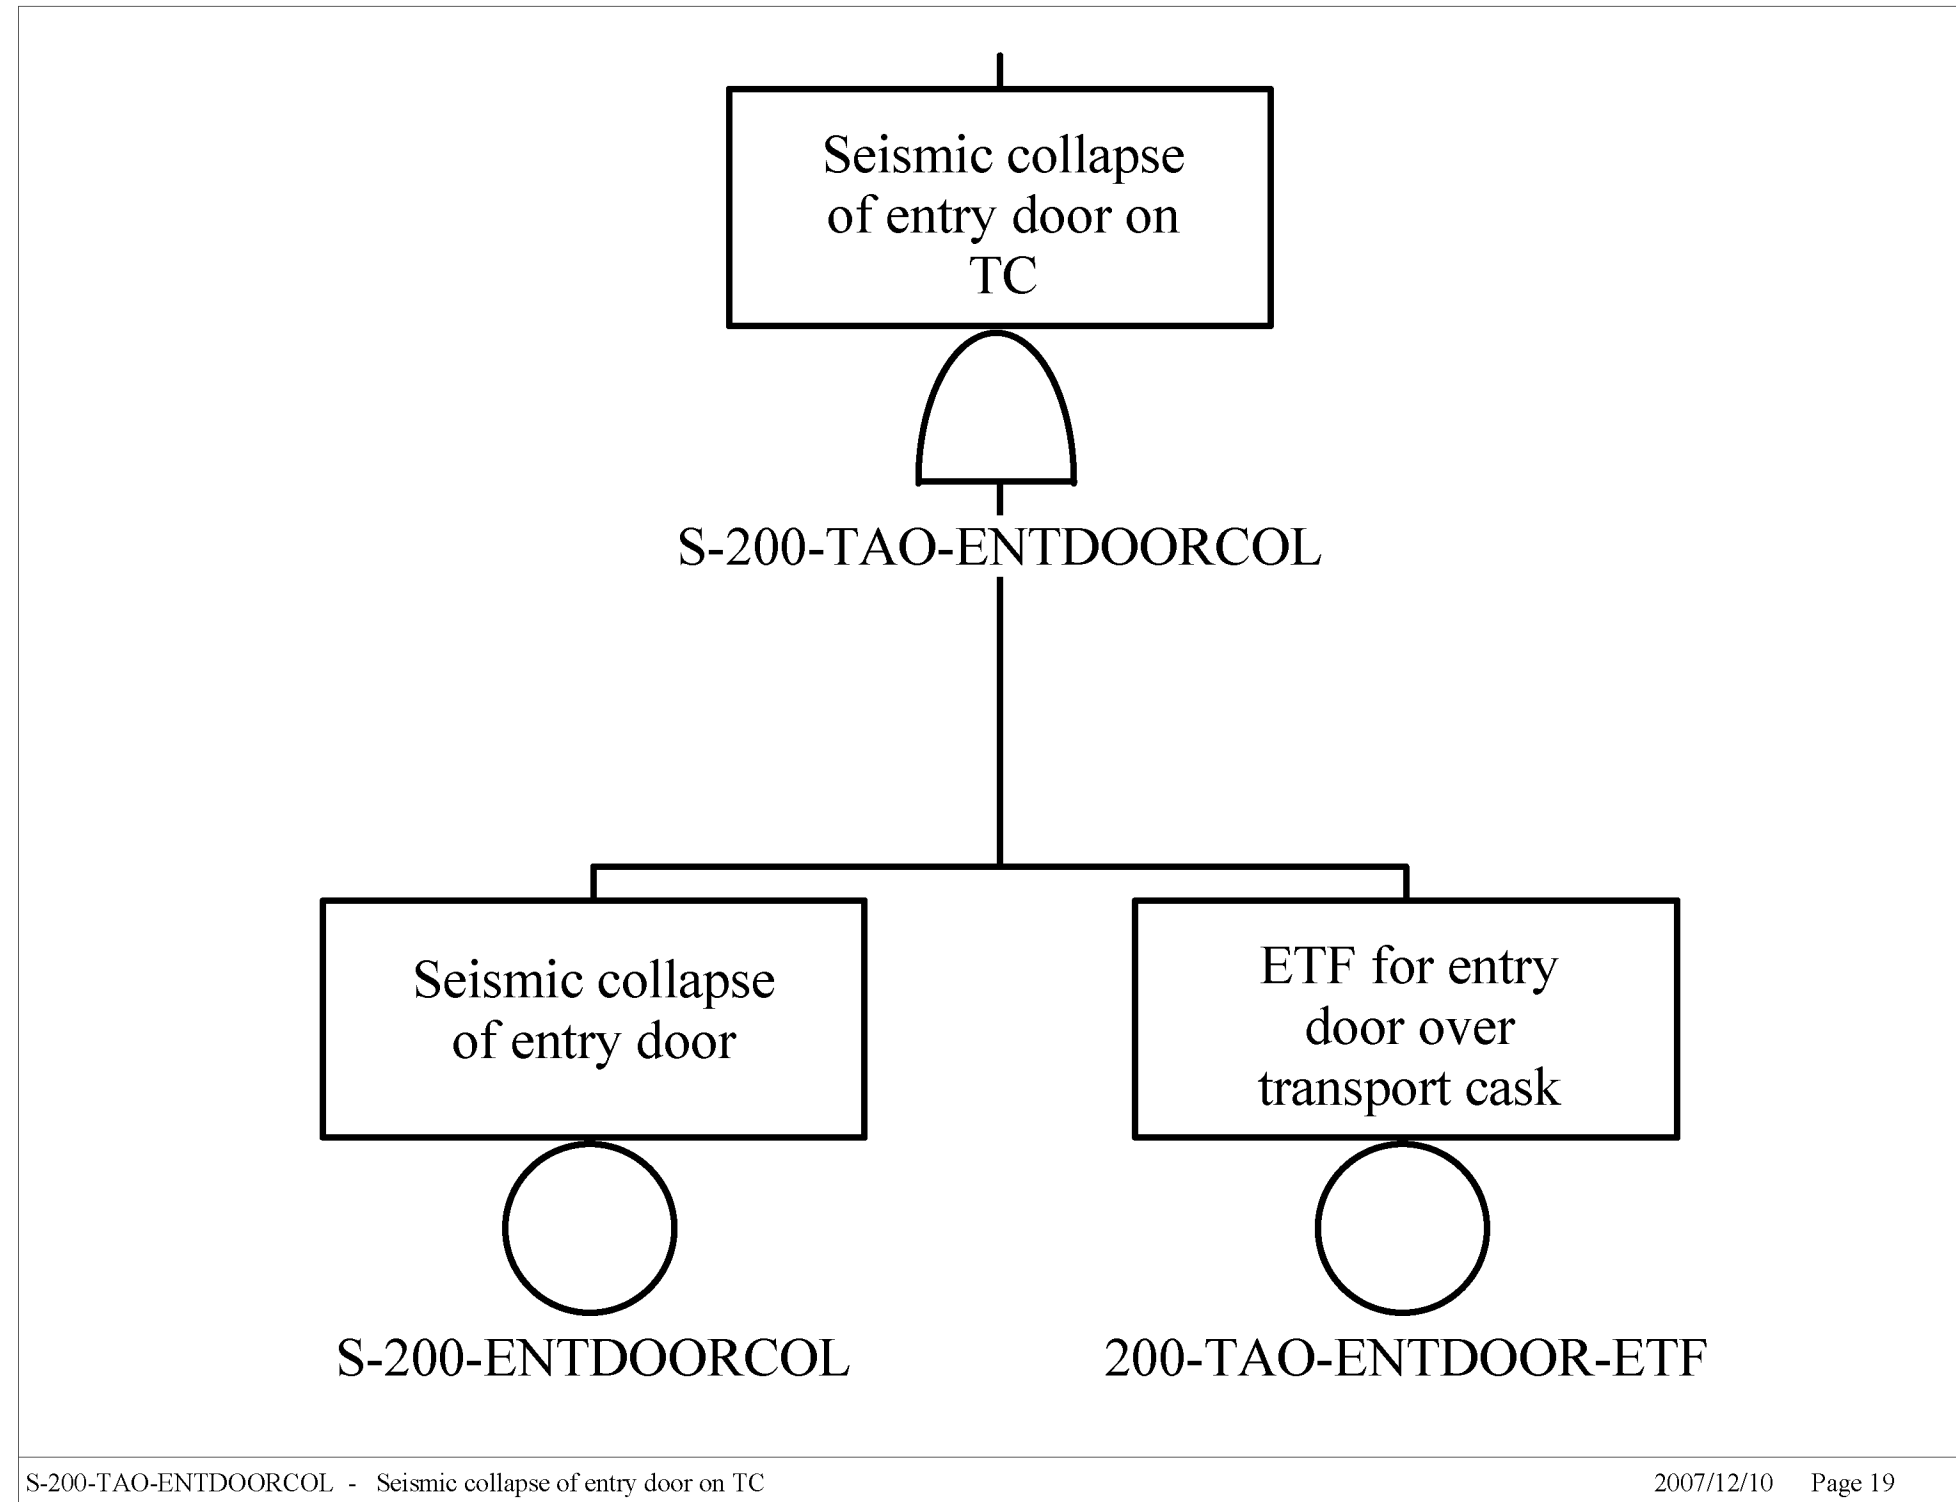 Seismic collapse
of entry door on
TC
S-200-TAO-ENTDOORCOL
Seismic collapse
of entry door
S-200-ENTDOORCOL
ETF for entry
door over
transport cask
200-TAO-ENTDOOR-ETF
S-200-TAO-ENTDOORCOL - Seismic collapse of entry door on TC
2007/12/10 Page 19